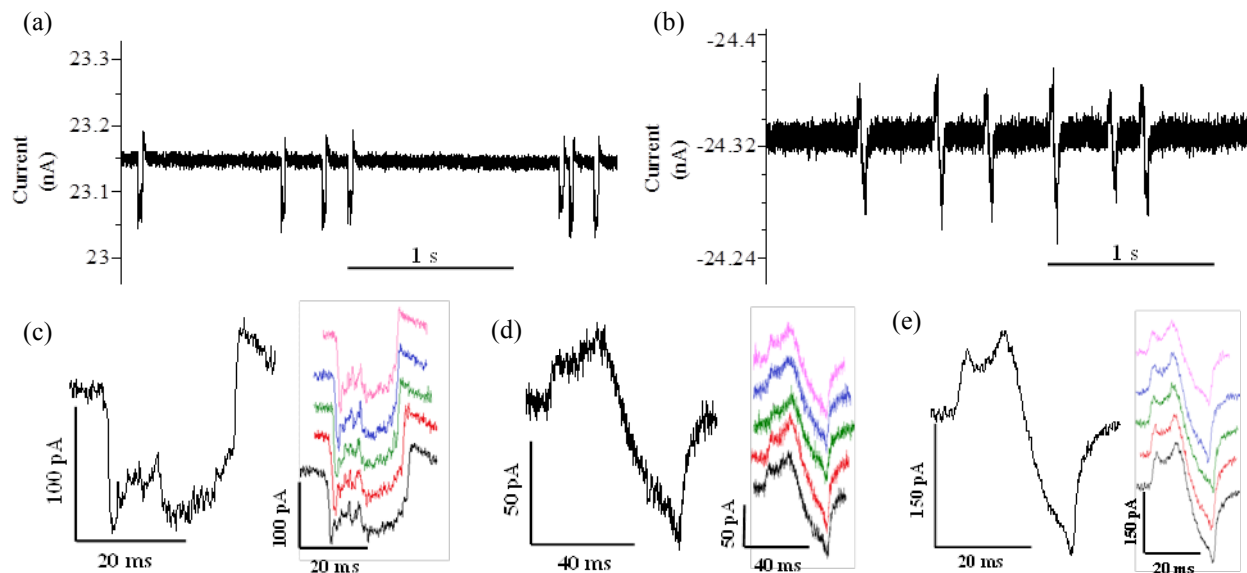 (a)
(b)
Current
(nA)
23.3
23.2
23.1
23
1 s
Current
(nA)
-24.4
-24.32
-24.24
1 s
(c)
100 pA
20 ms
100 pA
20 ms
(d)
50 pA
40 ms
50 pA
40 ms
(e)
150 pA
20 ms
150 pA
20 ms